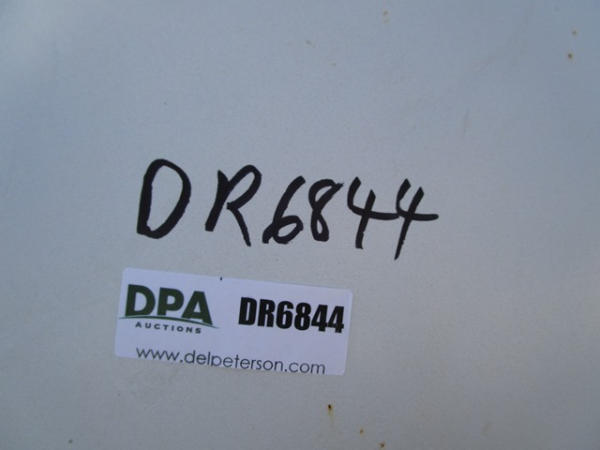 DR6844
DPA
AUCTIONS
DR6844
www.delpeterson.com